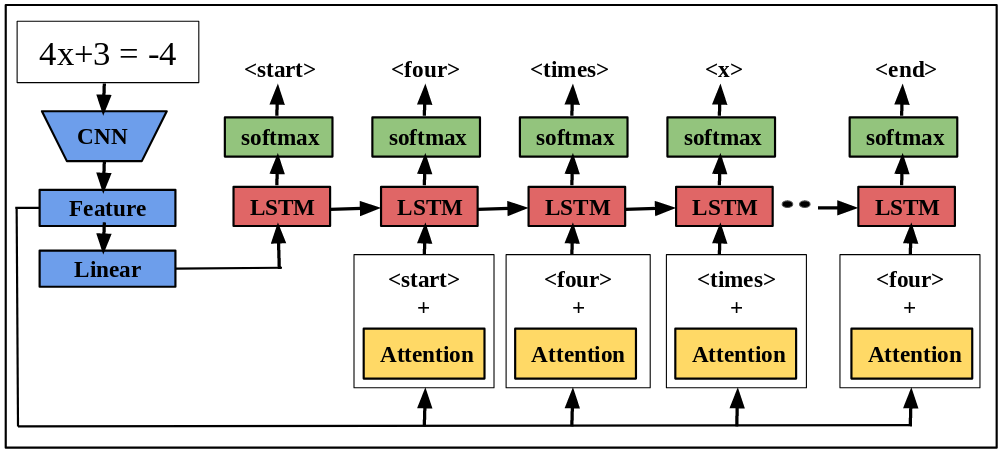 4x+3 = -4
<start> <four> <times> <x> <end>
CNN
softmax softmax softmax softmax softmax
Feature
LSTM LSTM LSTM LSTM LSTM
Linear
<start> <four> <times> <four>
+ + + +
Attention Attention Attention Attention